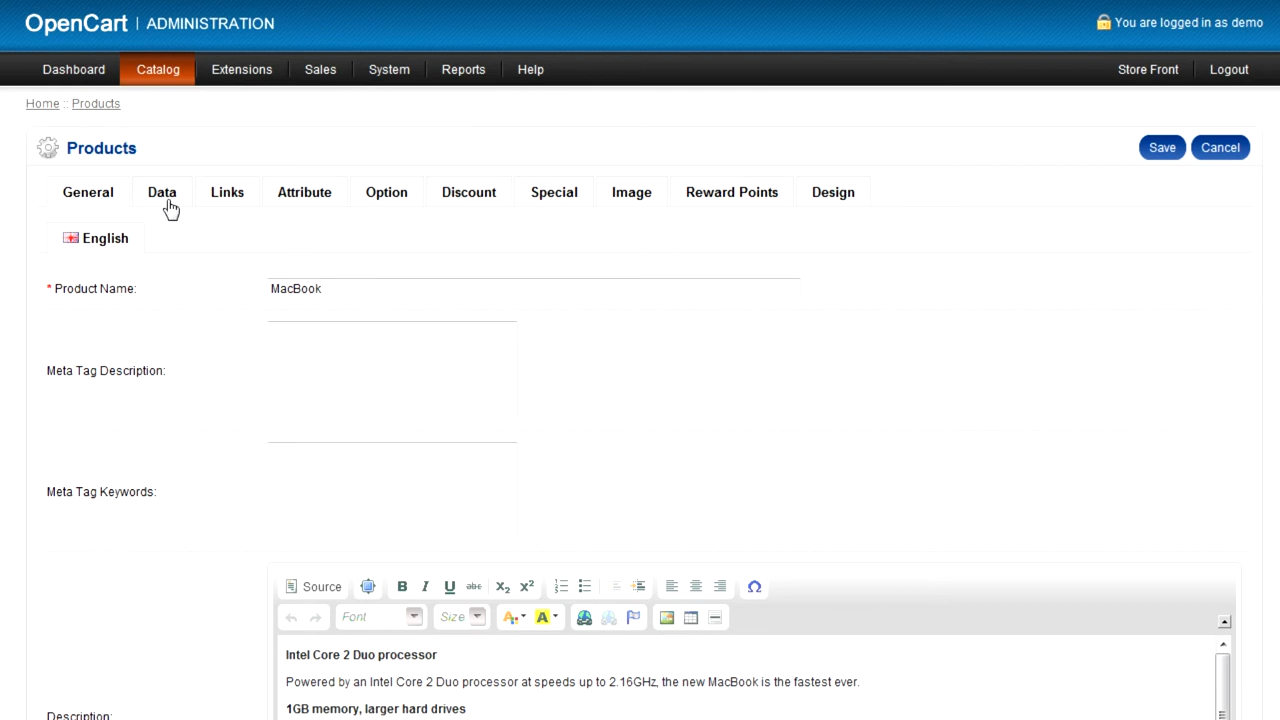 OpenCart | ADMINISTRATION
You are logged in as demo
Dashboard Catalog Extensions Sales System Reports Help Store Front Logout
Home :: Products
Products Save Cancel
General Data Links Attribute Option Discount Special Image Reward Points Design
English
* Product Name: MacBook
Meta Tag Description:
Meta Tag Keywords:
Source B I U abc X2 X2 Ω
Font Size A A
Intel Core 2 Duo processor
Powered by an Intel Core 2 Duo processor at speeds up to 2.16GHz, the new MacBook is the fastest ever.
1GB memory, larger hard drives
Description: